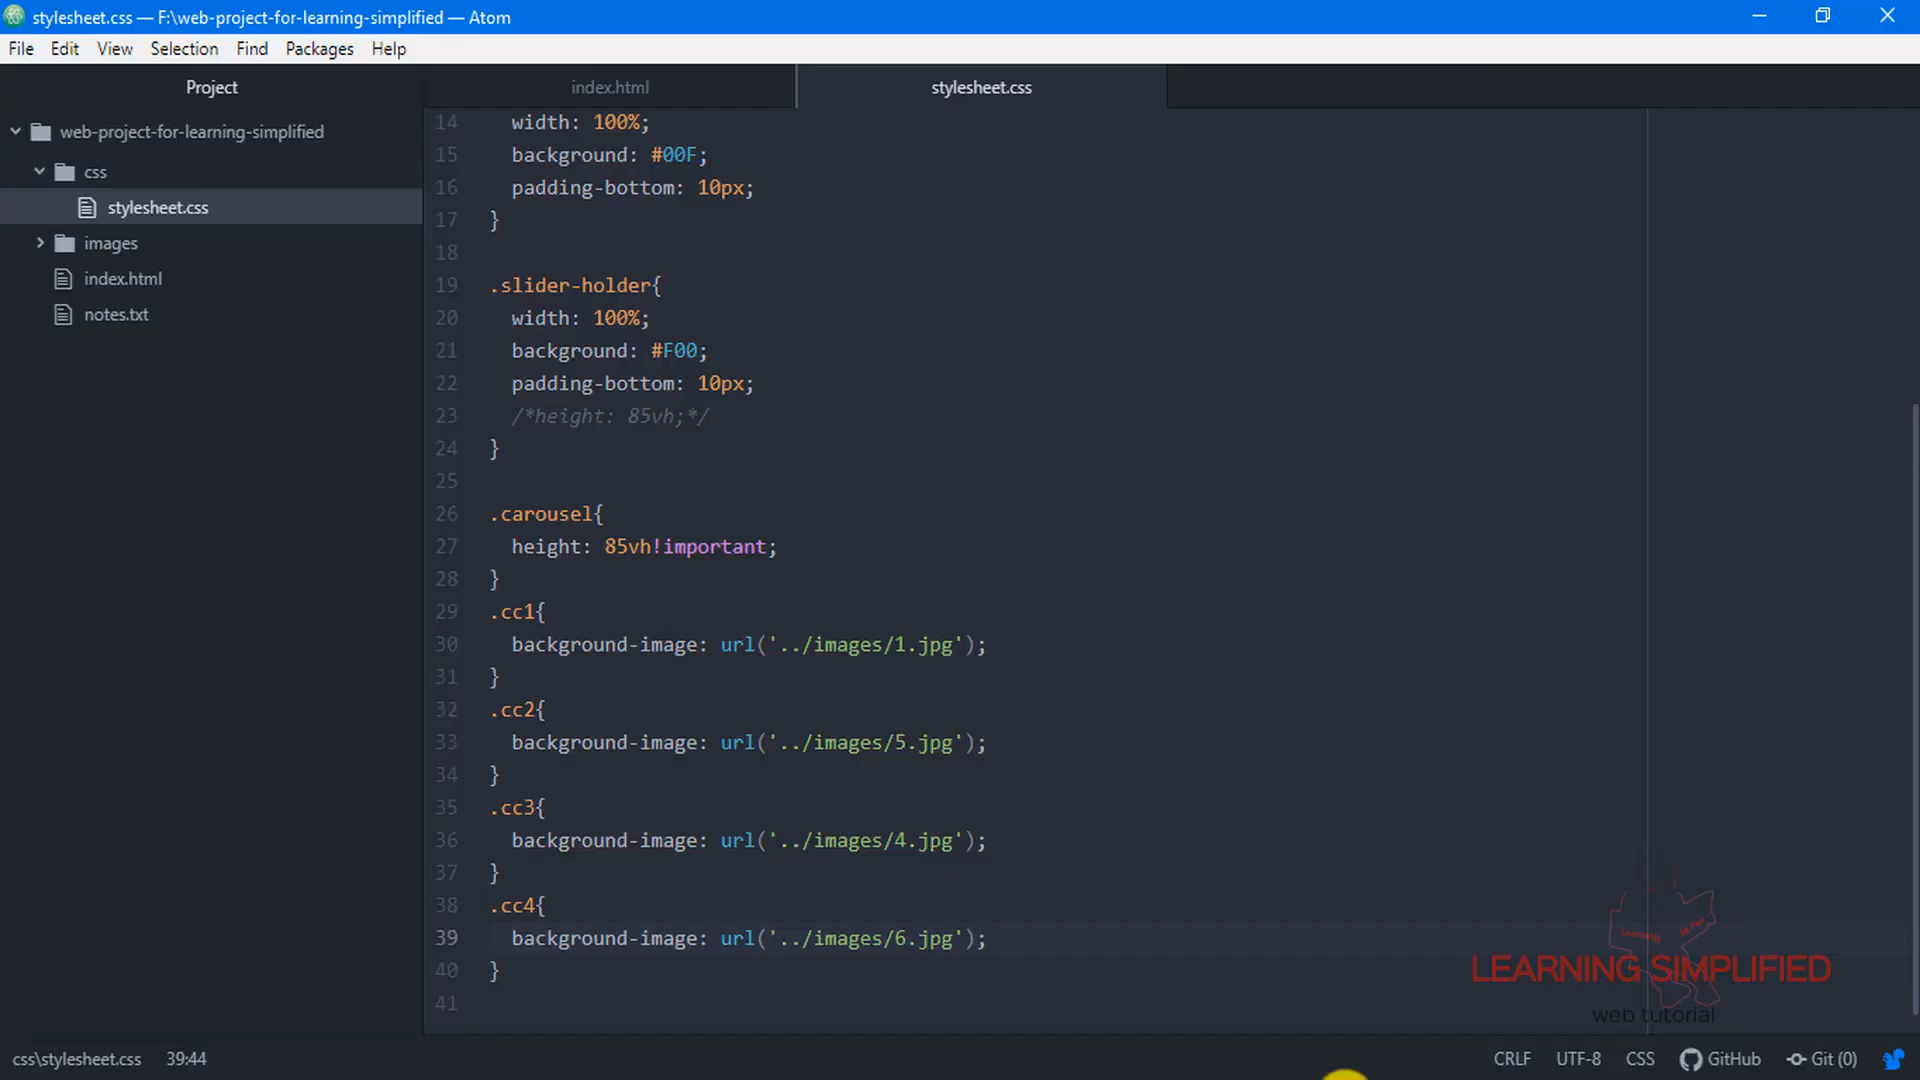 stylesheet.css — F:\web-project-for-learning-simplified — Atom
File Edit View Selection Find Packages Help
Project
index.html
stylesheet.css
web-project-for-learning-simplified
css
stylesheet.css
images
index.html
notes.txt
14 width: 100%;
15 background: #00F;
16 padding-bottom: 10px;
17 }
18
19 .slider-holder{
20 width: 100%;
21 background: #F00;
22 padding-bottom: 10px;
23 /*height: 85vh;*/
24 }
25
26 .carousel{
27 height: 85vh!important;
28 }
29 .cc1{
30 background-image: url('../images/1.jpg');
31 }
32 .cc2{
33 background-image: url('../images/5.jpg');
34 }
35 .cc3{
36 background-image: url('../images/4.jpg');
37 }
38 .cc4{
39 background-image: url('../images/6.jpg');
40 }
41
Learning is Fun
LEARNING SIMPLIFIED
web tutorial
css\stylesheet.css 39:44 CRLF UTF-8 CSS GitHub Git (0)